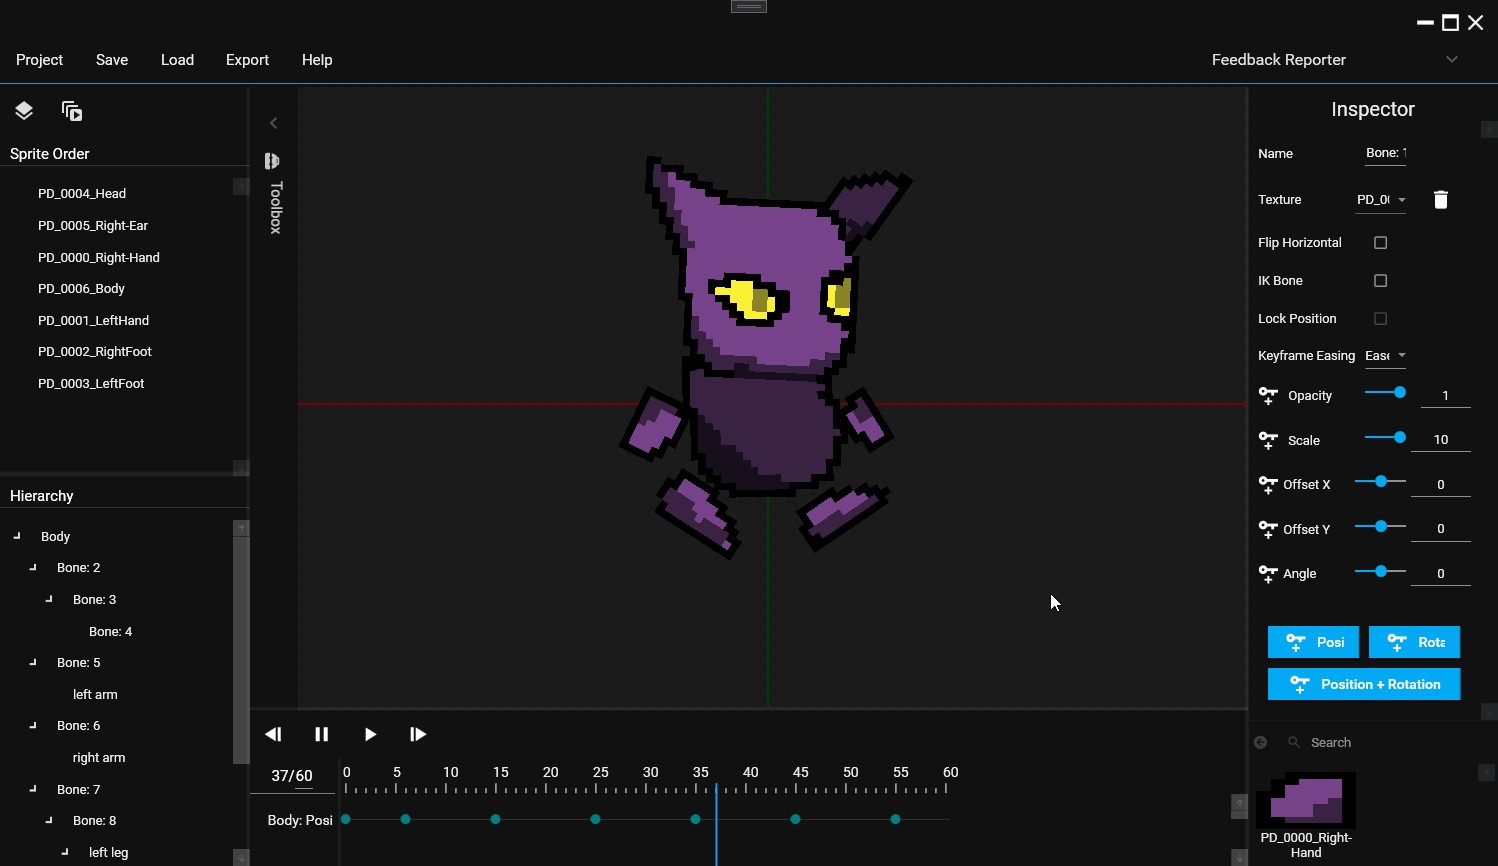 Project Save Load Export Help Feedback Reporter
Sprite Order
PD_0004_Head
PD_0005_Right-Ear
PD_0000_Right-Hand
PD_0006_Body
PD_0001_LeftHand
PD_0002_RightFoot
PD_0003_LeftFoot
Hierarchy
Body
Bone: 2
Bone: 3
Bone: 4
Bone: 5
left arm
Bone: 6
right arm
Bone: 7
Bone: 8
left leg
Toolbox
37/60
0 5 10 15 20 25 30 35 40 45 50 55 60
Body: Posi
Inspector
Name Bone: 1
Texture PD_0(
Flip Horizontal
IK Bone
Lock Position
Keyframe Easing Ease
Opacity 1
Scale 10
Offset X 0
Offset Y 0
Angle 0
Posi Rota
Position + Rotation
Search
PD_0000_Right-
Hand